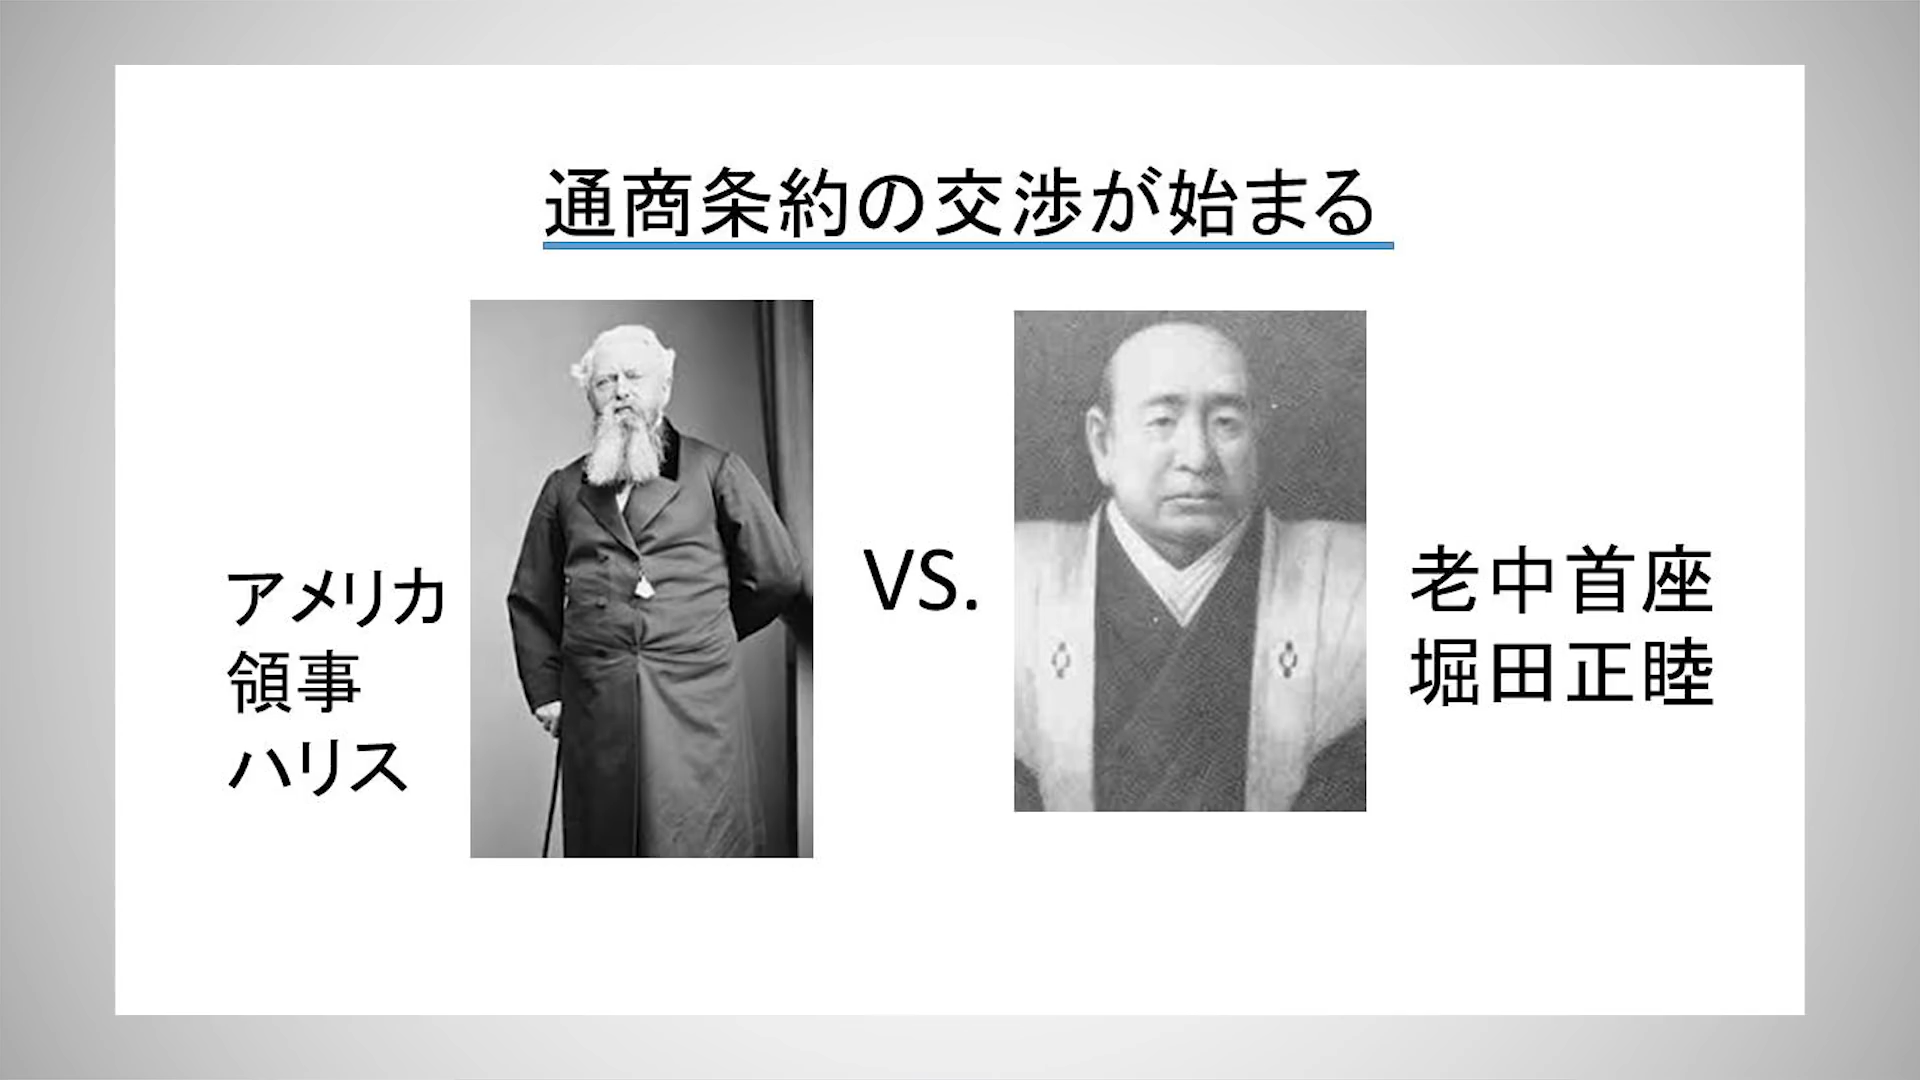 通商条約の交渉が始まる
アメリカ
領事
ハリス
VS.
老中首座
堀田正睦